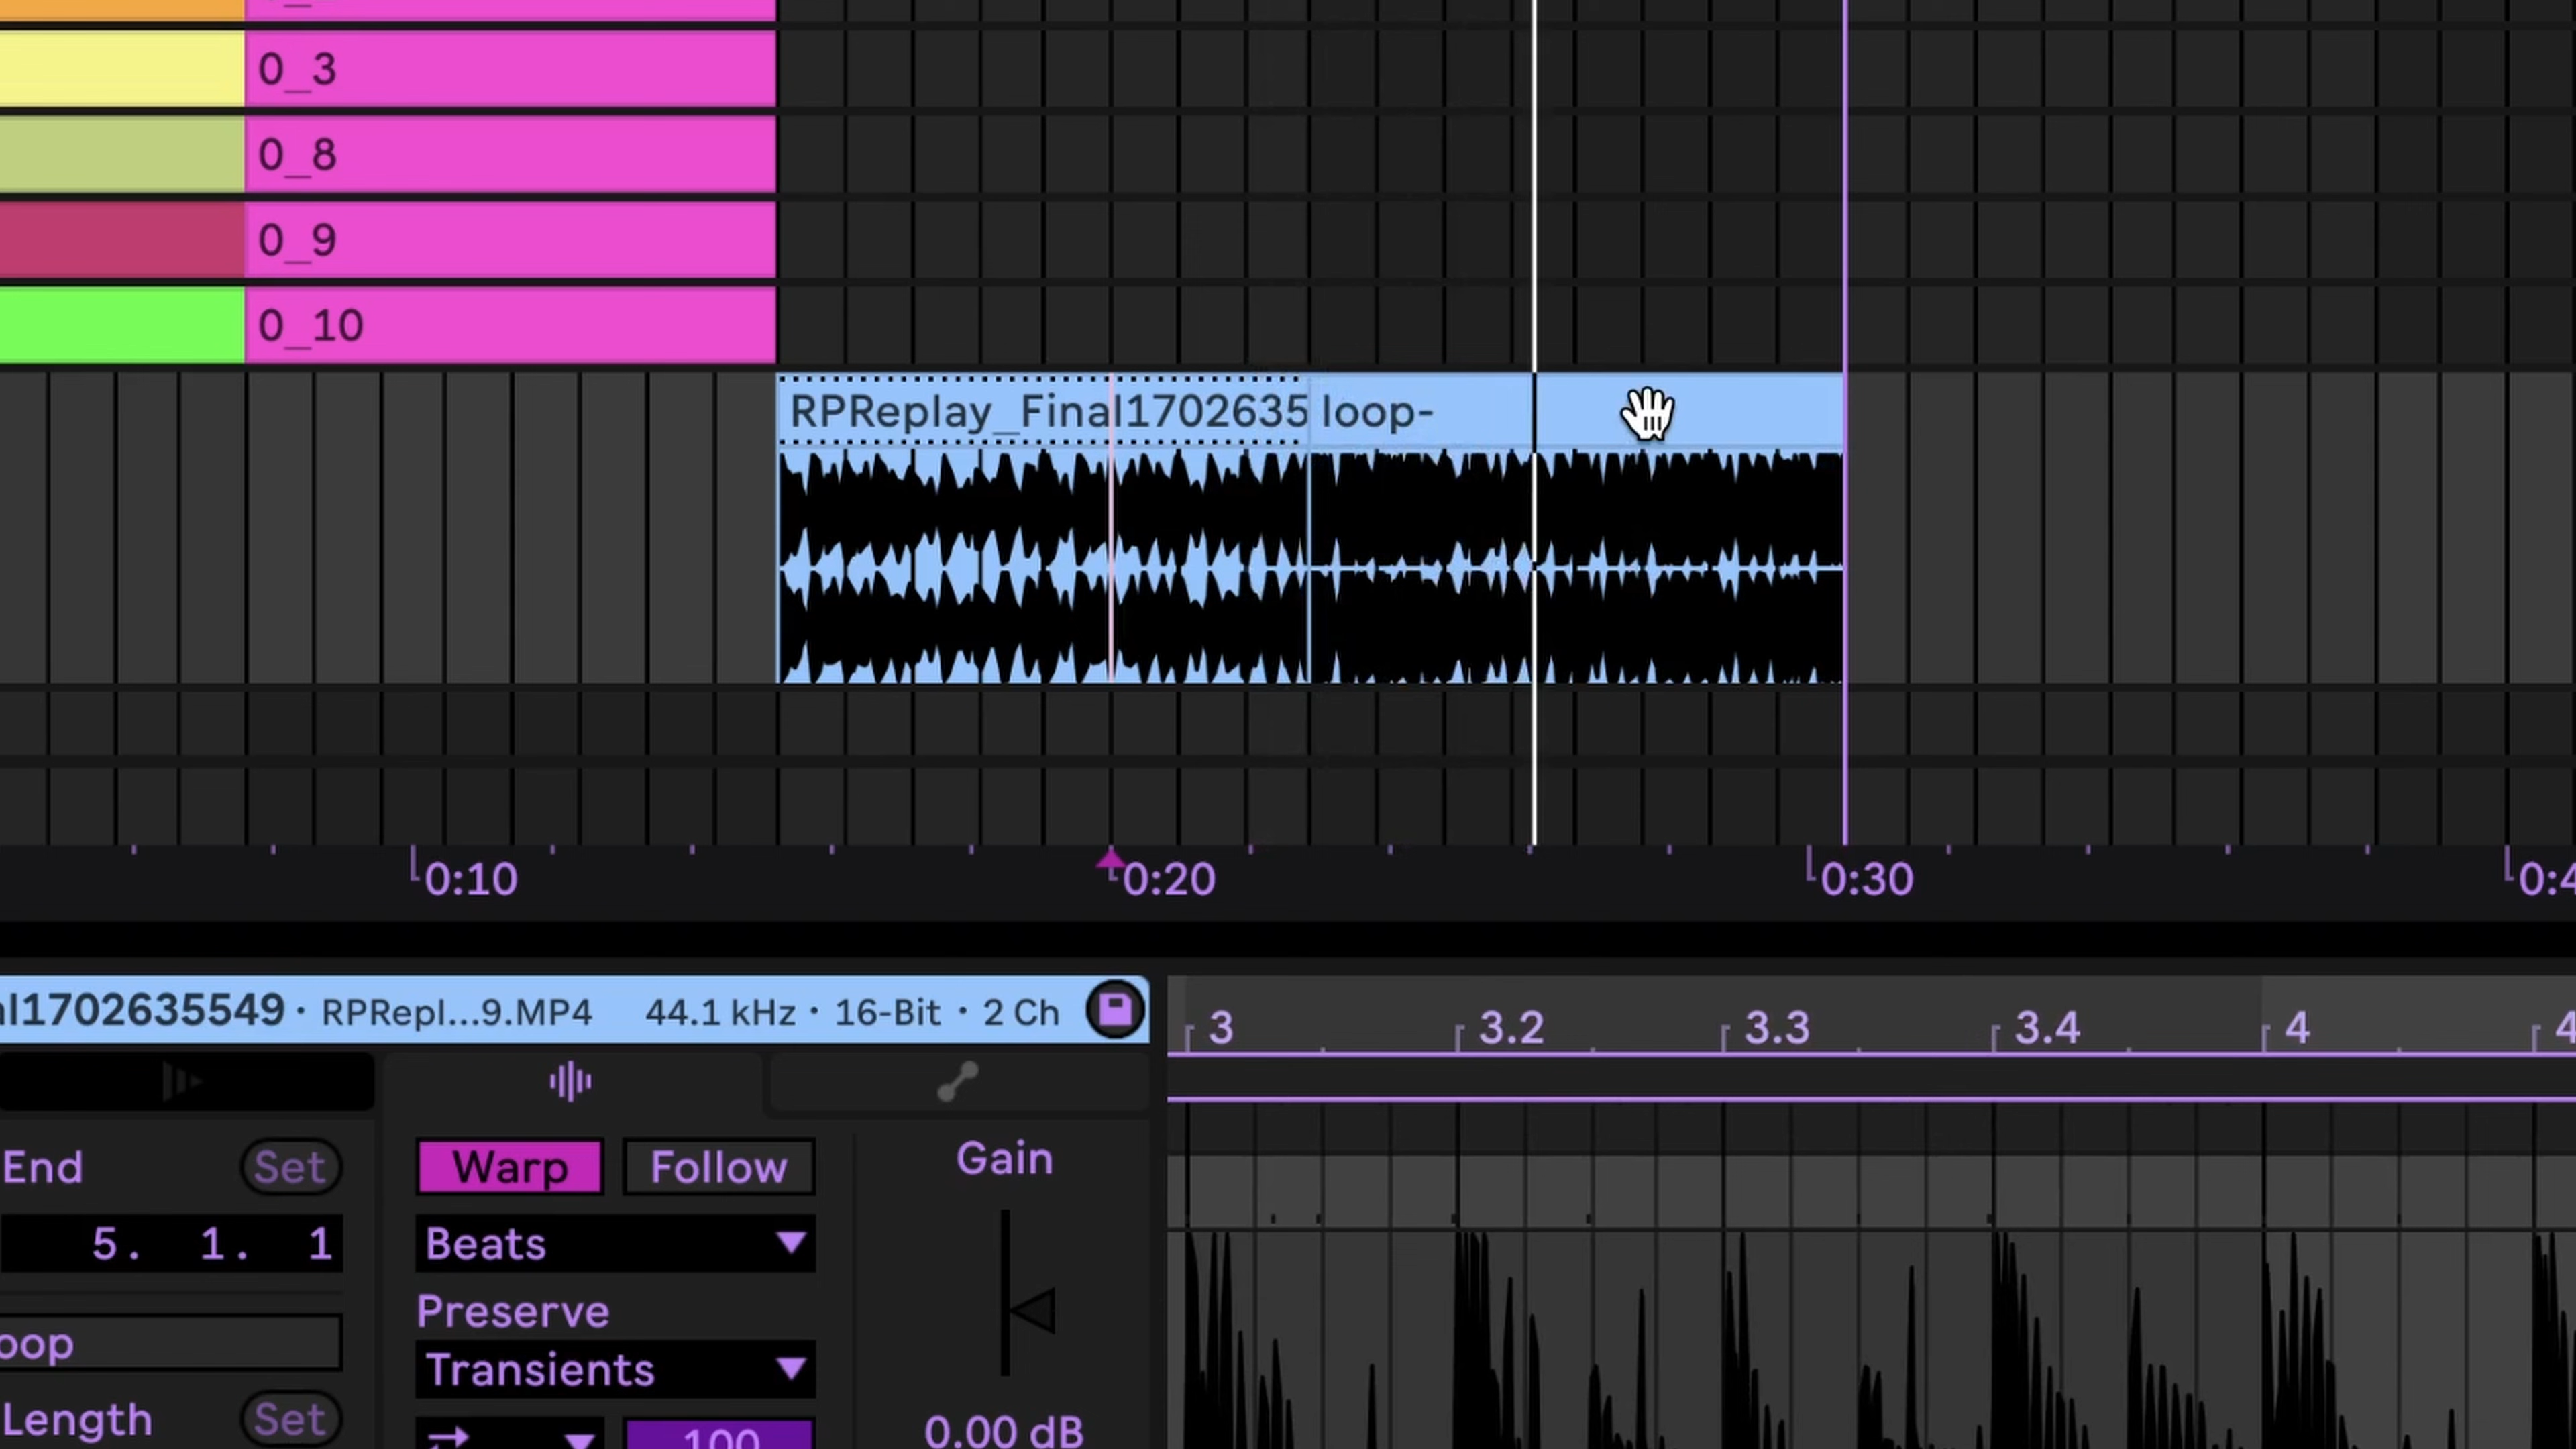 0_3
0_8
0_9
0_10
RPReplay_Final1702635 loop-
0:10 0:20 0:30
al1702635549 · RPRepl...9.MP4 44.1 kHz · 16-Bit · 2 Ch
3 3.2 3.3 3.4 4
End Set Warp Follow Gain
5. 1. 1 Beats
Preserve
oop
Transients
Length Set
100 0.00 dB